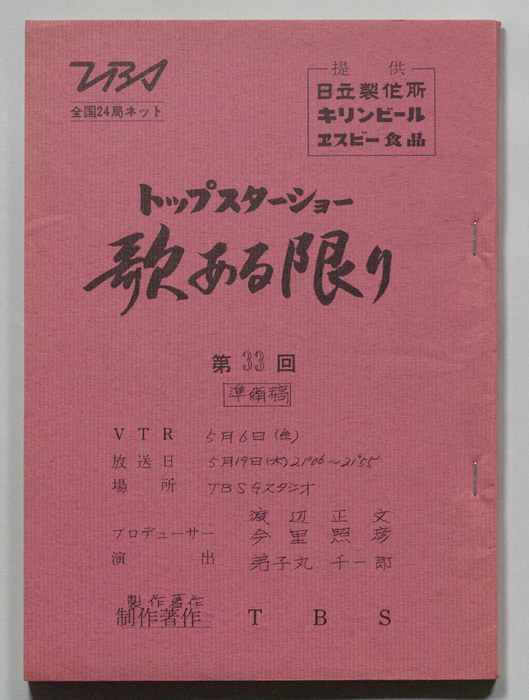 TBS
全国24局ネット
提供
日立製作所
キリンビール
ヱスビー食品
トップスターショー
歌ある限り
第33回
準備稿
VTR 5月6日(金)
放送日 5月19日(木)21°06~21°55'
場所 TBSGスタジオ
渡辺正文
プロデューサー 今里照彦
演出 弟子丸千一郎
製作著作
制作著作 TBS